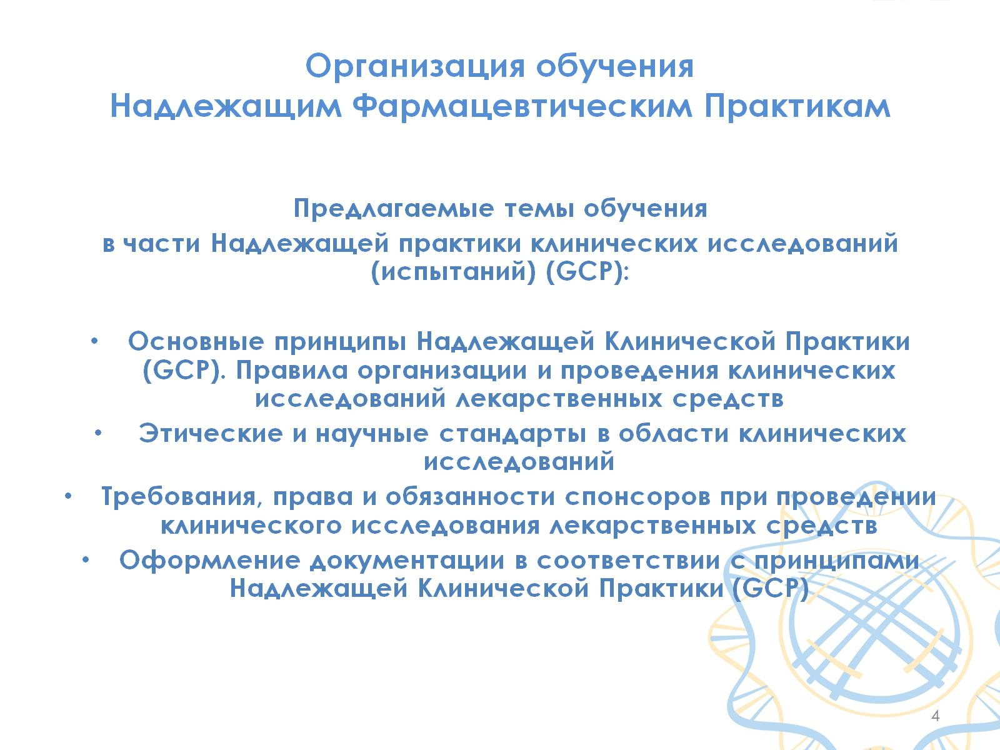 Организация обучения
Надлежащим Фармацевтическим Практикам
Предлагаемые темы обучения
в части Надлежащей практики клинических исследований
(испытаний) (GCP):
• Основные принципы Надлежащей Клинической Практики
(GCP). Правила организации и проведения клинических
исследований лекарственных средств
• Этические и научные стандарты в области клинических
исследований
• Требования, права и обязанности спонсоров при проведении
клинического исследования лекарственных средств
• Оформление документации в соответствии с принципами
Надлежащей Клинической Практики (GCP)
4